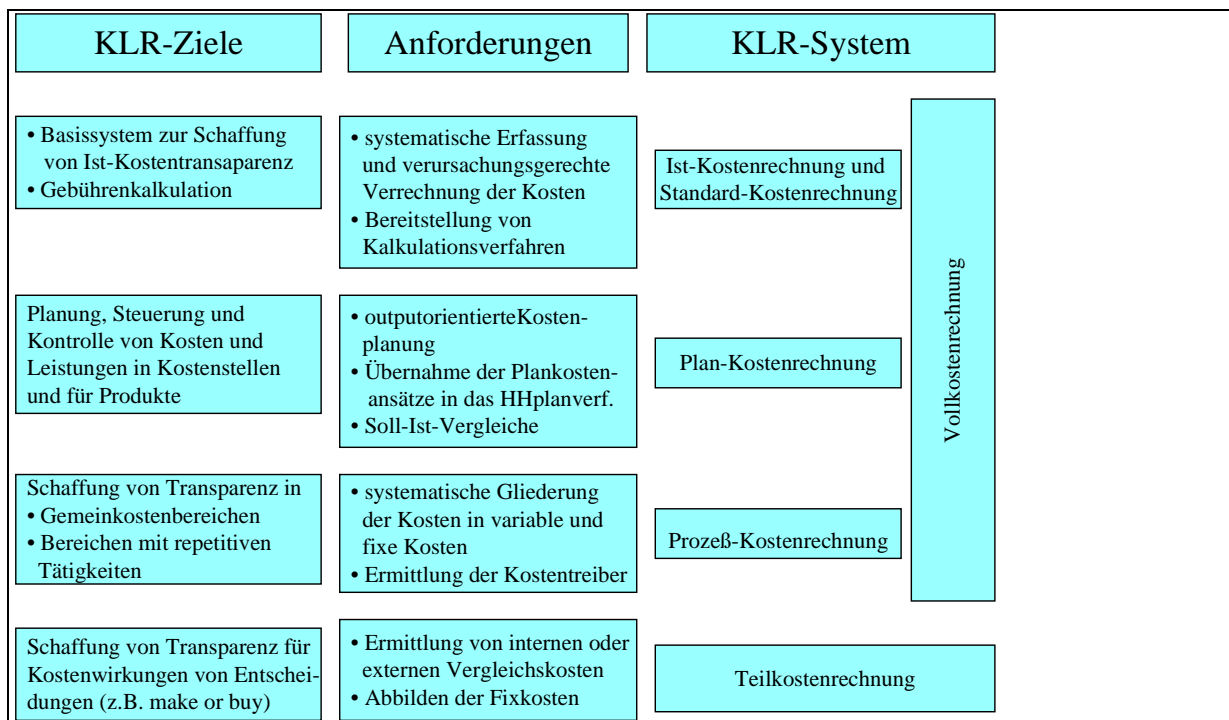 KLR-Ziele
Anforderungen
KLR-System
• Basissystem zur Schaffung
von Ist-Kostentransaparenz
• Gebührenkalkulation
• systematische Erfassung
und verursachungsgerechte
Verrechnung der Kosten
• Bereitstellung von
Kalkulationsverfahren
Ist-Kostenrechnung und
Standard-Kostenrechnung
Vollkostenrechnung
Planung, Steuerung und
Kontrolle von Kosten und
Leistungen in Kostenstellen
und für Produkte
• outputorientierteKosten-
planung
• Übernahme der Plankosten-
ansätze in das HHplanverf.
• Soll-Ist-Vergleiche
Plan-Kostenrechnung
Schaffung von Transparenz in
• Gemeinkostenbereichen
• Bereichen mit repetitiven
Tätigkeiten
• systematische Gliederung
der Kosten in variable und
fixe Kosten
• Ermittlung der Kostentreiber
Prozeß-Kostenrechnung
Schaffung von Transparenz für
Kostenwirkungen von Entschei-
dungen (z.B. make or buy)
• Ermittlung von internen oder
externen Vergleichskosten
• Abbilden der Fixkosten
Teilkostenrechnung